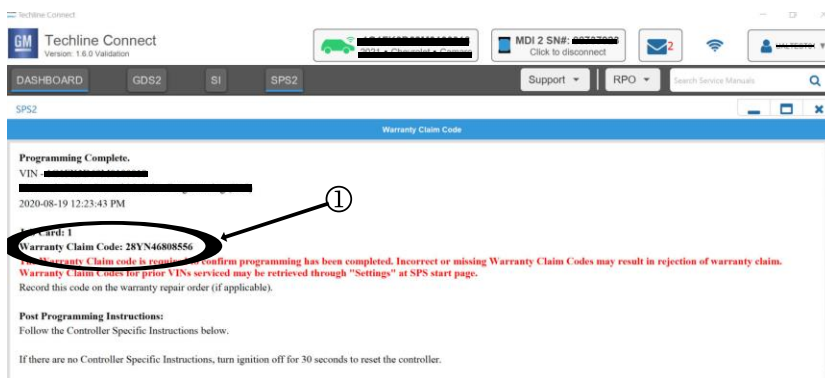 Techline Connect
GM
Techline Connect
Version: 1.6.0 Validation
2021 • Chevrolet • Camaro
MDI 2 SN#:
Click to disconnect
2
DASHBOARD GDS2 SI SPS2 Support RPO Search Service Manuals
SPS2
Warranty Claim Code
Programming Complete.
VIN -
2020-08-19 12:23:43 PM
①
Card: 1
Warranty Claim Code: 28YN46808556
The Warranty Claim code is required to confirm programming has been completed. Incorrect or missing Warranty Claim Codes may result in rejection of warranty claim.
Warranty Claim Codes for prior VINs serviced may be retrieved through "Settings" at SPS start page.
Record this code on the warranty repair order (if applicable).
Post Programming Instructions:
Follow the Controller Specific Instructions below.
If there are no Controller Specific Instructions, turn ignition off for 30 seconds to reset the controller.